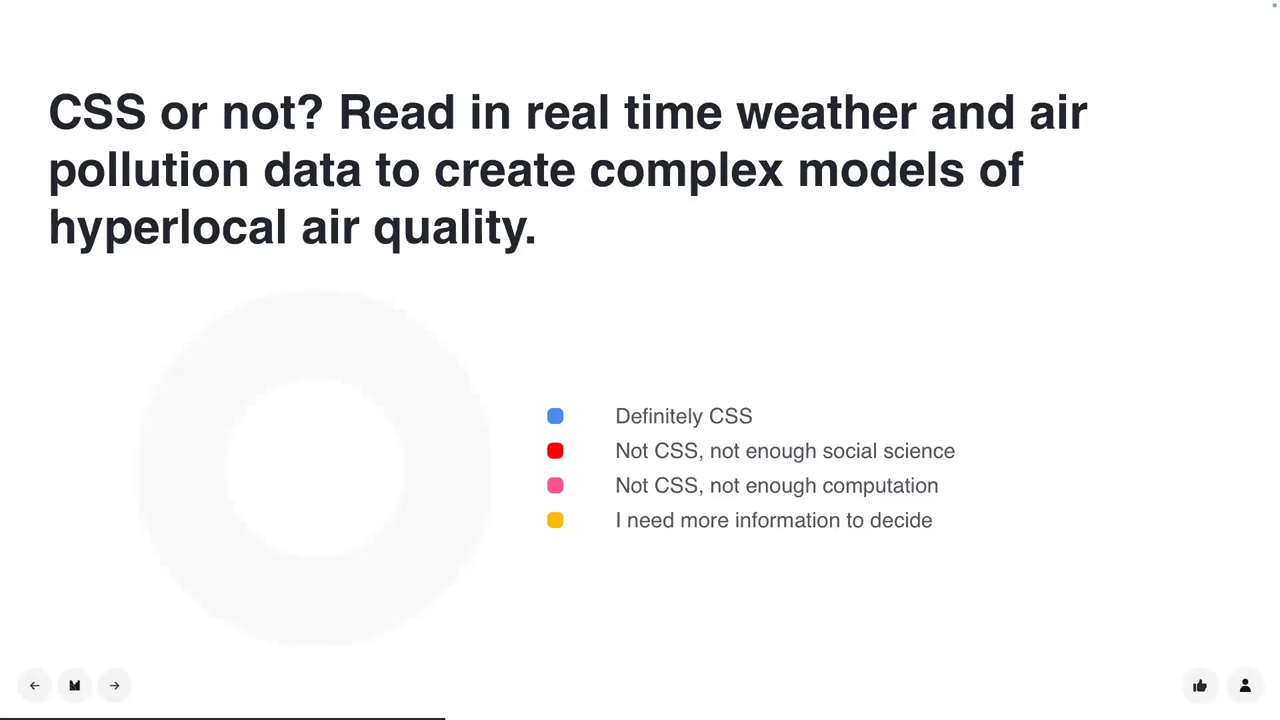 CSS or not? Read in real time weather and air
pollution data to create complex models of
hyperlocal air quality.
Definitely CSS
Not CSS, not enough social science
Not CSS, not enough computation
I need more information to decide